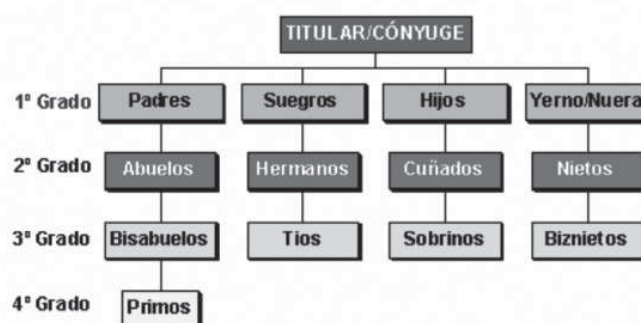 TITULAR/CÓNYUGE
1º Grado Padres Suegros Hijos Yerno/Nuera
2º Grado Abuelos Hermanos Cuñados Nietos
3º Grado Bisabuelos Tios Sobrinos Biznietos
4º Grado Primos